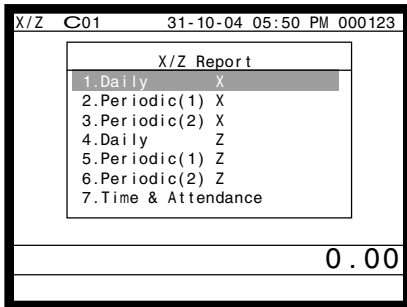 X/Z C01 31-10-04 05:50 PM 000123
X/Z Report
1.Daily X
2.Periodic(1) X
3.Periodic(2) X
4.Daily Z
5.Periodic(1) Z
6.Periodic(2) Z
7.Time & Attendance
0.00